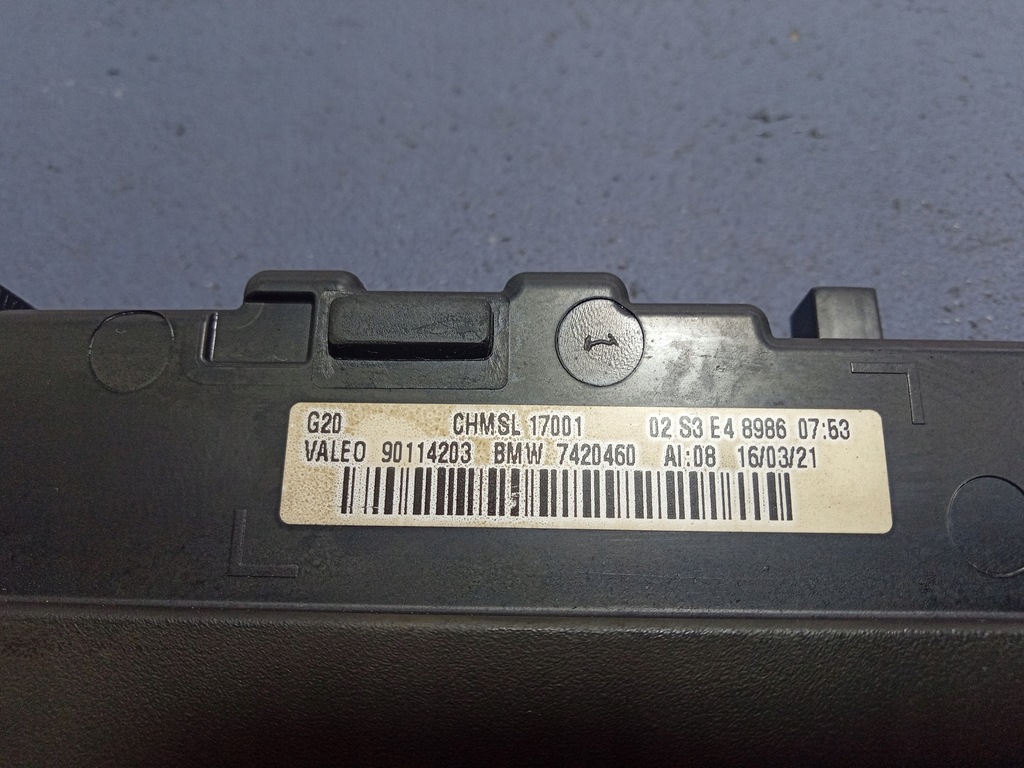 G20 CHMSL 17001 02 S3 E4 8986 07:53
VALEO 90114203 BMW 7420460 AI:08 16/03/21